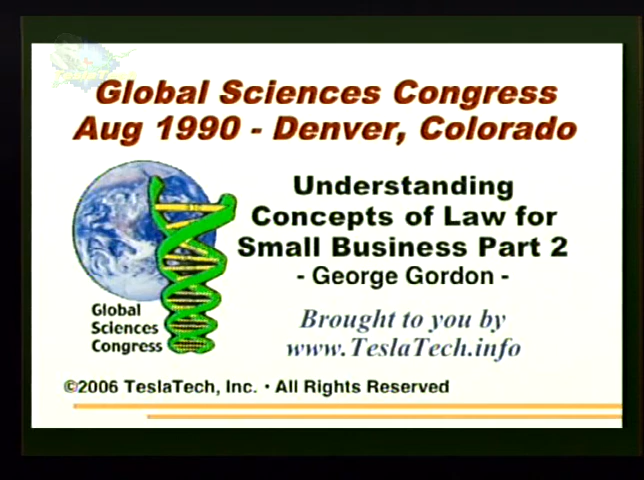 Global Sciences Congress
Aug 1990 - Denver, Colorado
Understanding
Concepts of Law for
Small Business Part 2
- George Gordon -
Global
Sciences
Congress
Brought to you by
www.TeslaTech.info
©2006 TeslaTech, Inc. • All Rights Reserved